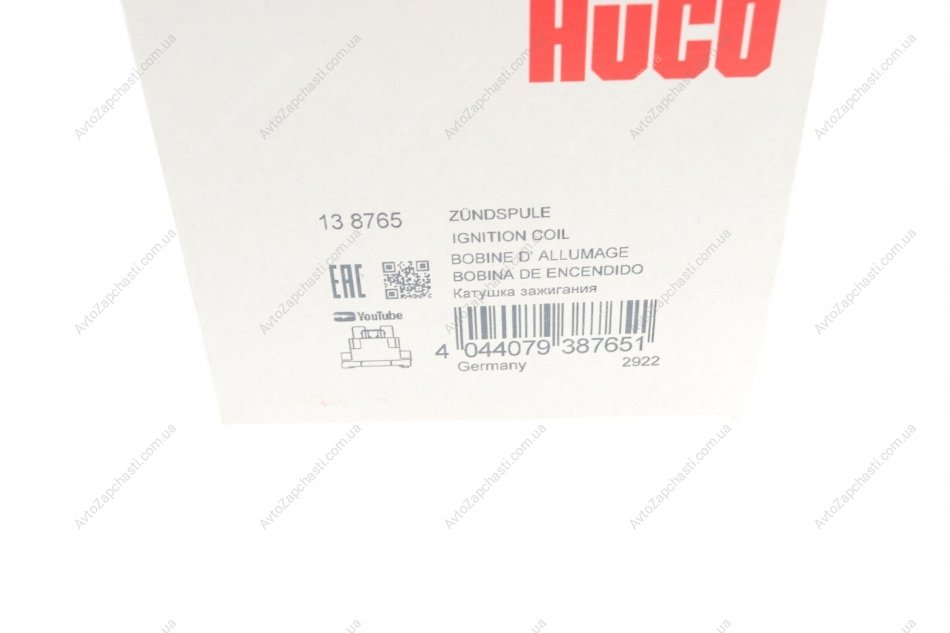 HÜCO
13 8765
ZÜNDSPULE
IGNITION COIL
BOBINE D' ALLUMAGE
BOBINA DE ENCENDIDO
Катушка зажигания
EAC
YouTube
4 044079 387651
Germany
2922
AvtoZapchasti.com.ua